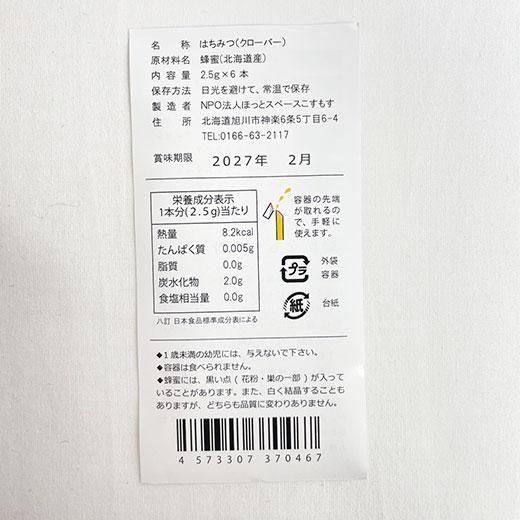 名　　称　はちみつ(クローバー)
原材料名　蜂蜜(北海道産)
内 容 量　2.5g×6本
保存方法　日光を避けて、常温で保存
製 造 者　NPO法人ほっとスペースこすもす
住　　所　北海道旭川市神楽6条5丁目6-4
TEL:0166-63-2117
賞味期限　2027年　2月
栄養成分表示
1本分(2.5g)当たり
熱量　8.2kcal
たんぱく質　0.005g
脂質　0.0g
炭水化物　2.0g
食塩相当量　0.0g
八訂 日本食品標準成分表による
容器の先端
が取れるの
で、手軽に
使えます。
プラ
外袋
容器
紙
台紙
◆1歳未満の幼児には、与えないで下さい。
◆容器は食べられません。
◆蜂蜜には、黒い点(花粉・巣の一部)が入って
いることがあります。また、白く結晶することも
ありますが、どちらも品質に変わりありません。
4 573307 370467